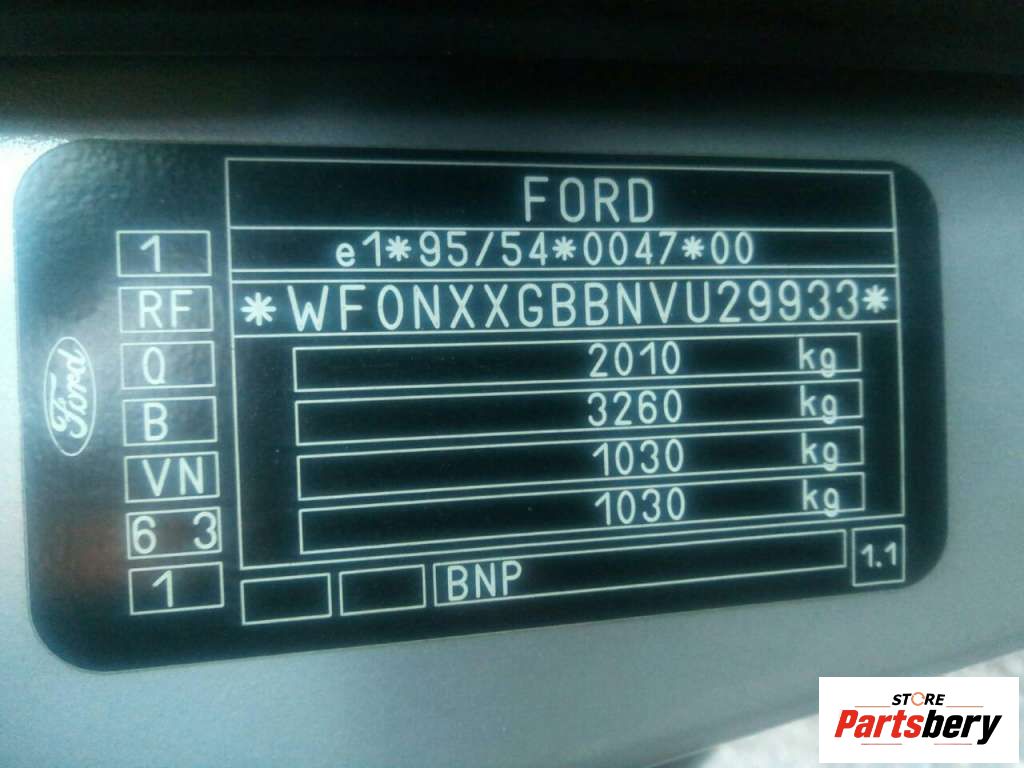 FORD
e1*95/54*0047*00
*WF0NXXGBBNVU29933*
2010 kg
3260 kg
1030 kg
1030 kg
BNP
1.1
1
RF
Q
B
VN
6 3
1
Ford
STORE
Partsbery